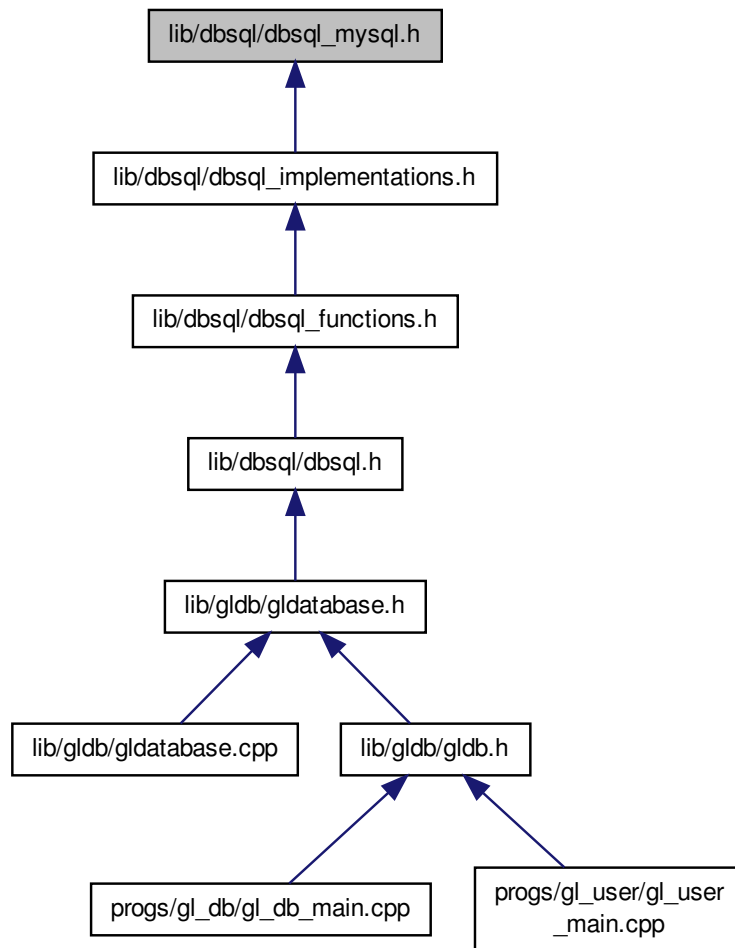 lib/dbsql/dbsql_mysql.h
lib/dbsql/dbsql_implementations.h
lib/dbsql/dbsql_functions.h
lib/dbsql/dbsql.h
lib/gldb/gldatabase.h
lib/gldb/gldatabase.cpp
lib/gldb/gldb.h
progs/gl_db/gl_db_main.cpp
progs/gl_user/gl_user
_main.cpp